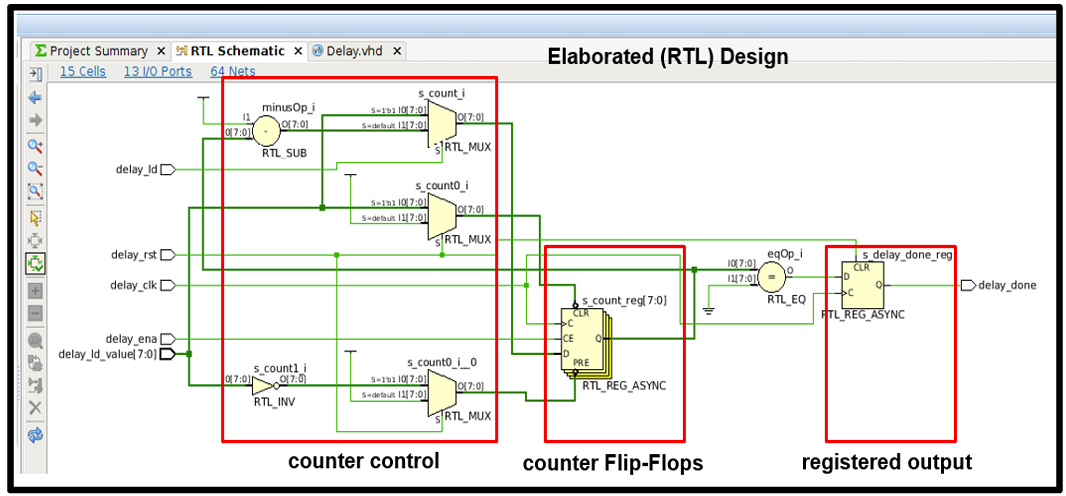 Project Summary × RTL Schematic × Delay.vhd ×
Elaborated (RTL) Design
15 Cells 13 I/O Ports 64 Nets
s_count_i
minusOp_i
S=1'b1 I0[7:0]
I1
O[7:0]
S=default I1[7:0]
O[7:0]
0[7:0]
S
RTL_MUX
RTL_SUB
delay_ld
s_count0_i
S=1'b1 I0[7:0]
O[7:0]
S=default I1[7:0]
S
RTL_MUX
delay_rst
eqOp_i
s_delay_done_reg
I0[7:0]
O
CLR
D
I1[7:0]
Q
C
delay_clk
delay_done
RTL_EQ
RTL_REG_ASYNC
s_count_reg[7:0]
CLR
C
CE
Q
D
PRE
RTL_REG_ASYNC
delay_ena
delay_ld_value[7:0]
s_count1_i
0[7:0]
O[7:0]
RTL_INV
s_count0_i__0
S=1'b1 I0[7:0]
O[7:0]
S=default I1[7:0]
S
RTL_MUX
counter control
counter Flip-Flops
registered output